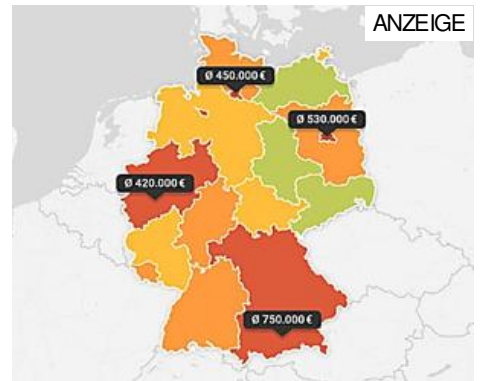 ANZEIGE
Ø 450.000 €
Ø 530.000 €
Ø 420.000 €
Ø 750.000 €